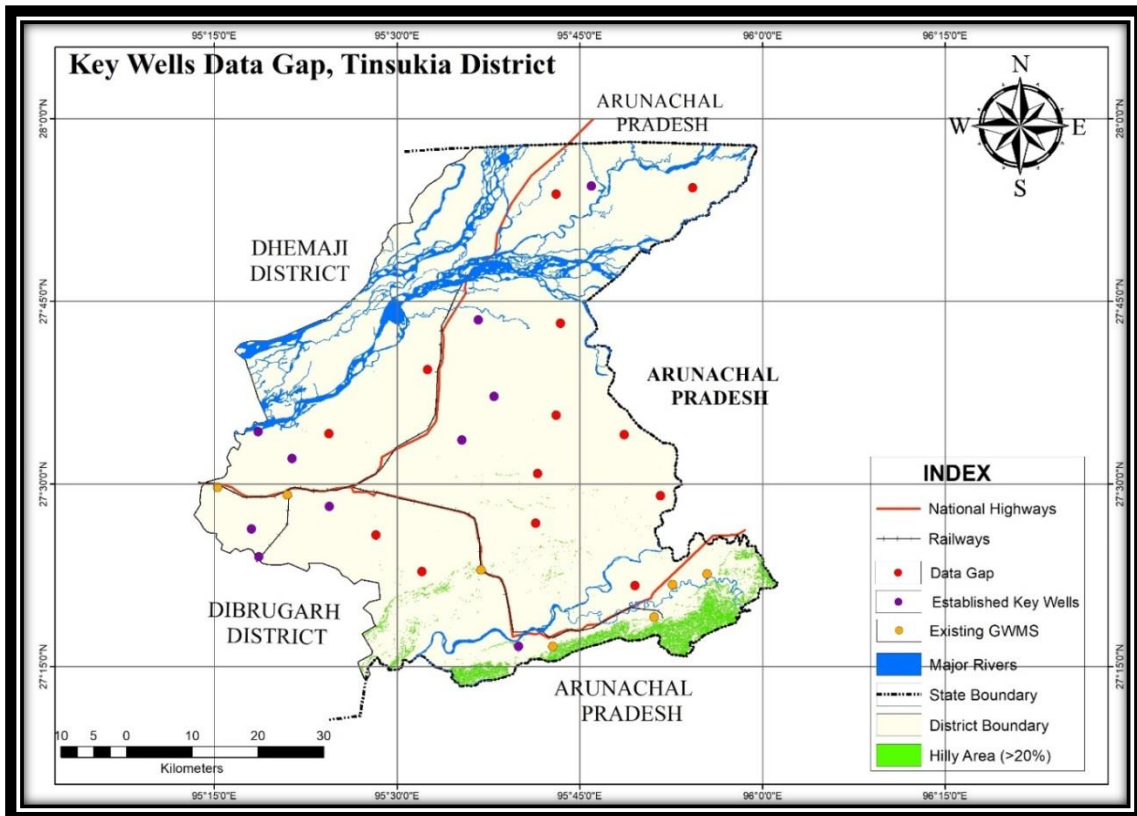 95°15'0"E 95°30'0"E 95°45'0"E 96°0'0"E 96°15'0"E
Key Wells Data Gap, Tinsukia District
N
W E
S
ARUNACHAL
PRADESH
28°0'0"N 28°0'0"N
DHEMAJI
DISTRICT
27°45'0"N 27°45'0"N
ARUNACHAL
PRADESH
27°30'0"N 27°30'0"N
INDEX
National Highways
Railways
Data Gap
Established Key Wells
Existing GWMS
Major Rivers
State Boundary
District Boundary
Hilly Area (>20%)
DIBRUGARH
DISTRICT
27°15'0"N 27°15'0"N
ARUNACHAL
PRADESH
10 5 0 10 20 30
Kilometers
95°15'0"E 95°30'0"E 95°45'0"E 96°0'0"E 96°15'0"E